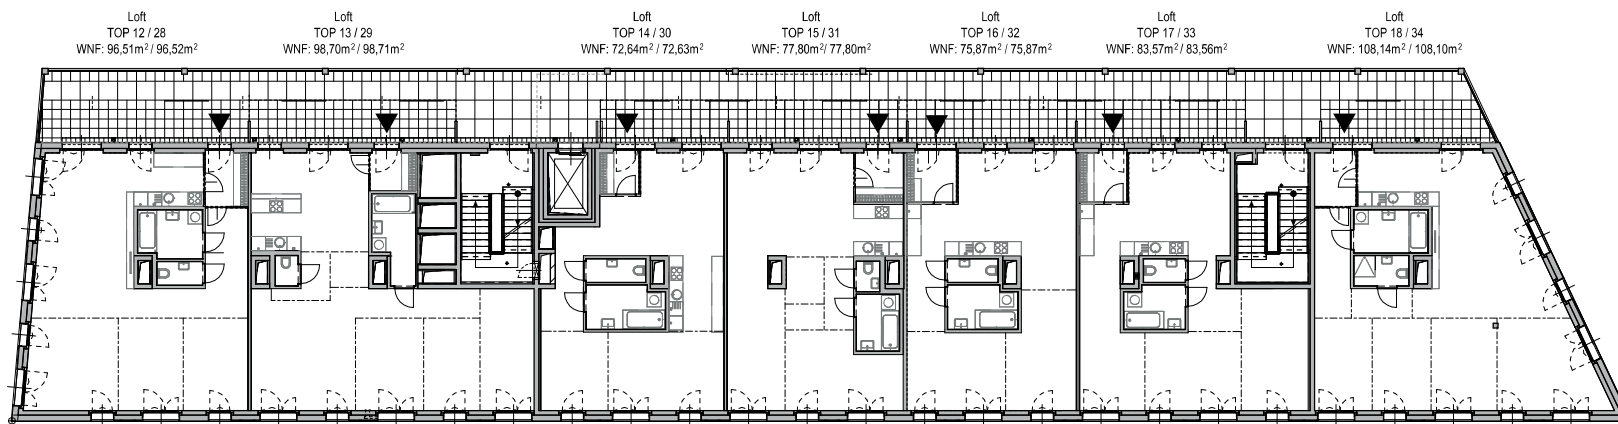 Loft
TOP 12 / 28
WNF: 96,51m² / 96,52m²
Loft
TOP 13 / 29
WNF: 98,70m² / 98,71m²
Loft
TOP 14 / 30
WNF: 72,64m² / 72,63m²
Loft
TOP 15 / 31
WNF: 77,80m² / 77,80m²
Loft
TOP 16 / 32
WNF: 75,87m² / 75,87m²
Loft
TOP 17 / 33
WNF: 83,57m² / 83,56m²
Loft
TOP 18 / 34
WNF: 108,14m² / 108,10m²